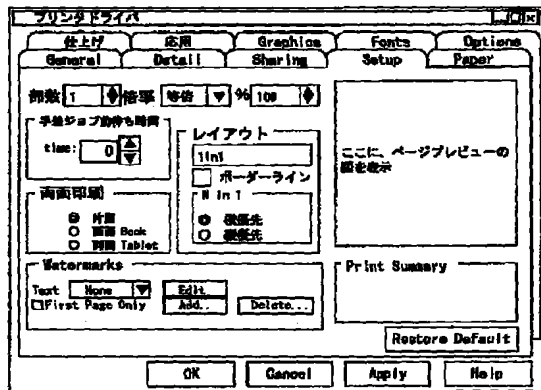 プリンタドライバ
仕上げ 応用 Graphics Fonts Options
General Detail Sharing Setup Paper
部数 1 倍率 等倍 % 100
手差ジョブ前待ち時間
time: 0
レイアウト
1in1
ボーダーライン
N in 1
横優先
縦優先
両面印刷
片面
両面 Book
両面 Tablet
ここに、ページプレビューの
図を表示
Watermarks
Text None Edit
First Page Only Add.. Delete...
Print Summary
Restore Default
OK Cancel Apply Help